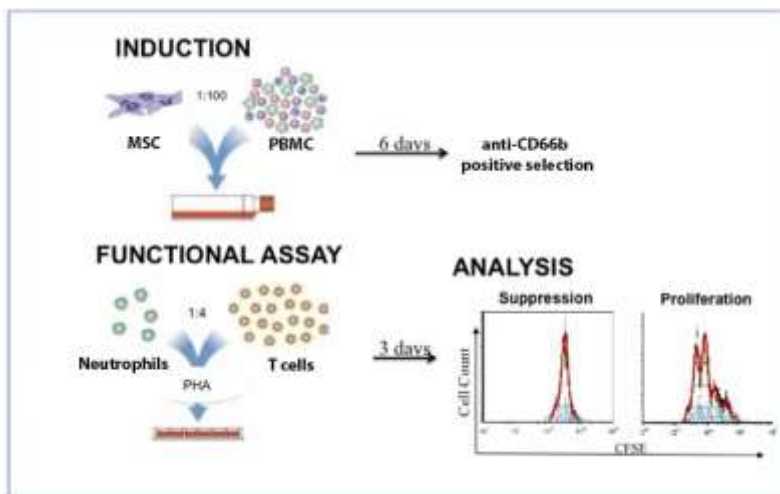 INDUCTION
1:100
MSC
PBMC
6 days
anti-CD66b
positive selection
FUNCTIONAL ASSAY
1:4
Neutrophils
T cells
PHA
3 days
ANALYSIS
Suppression
Proliferation
Cell Count
CFSE